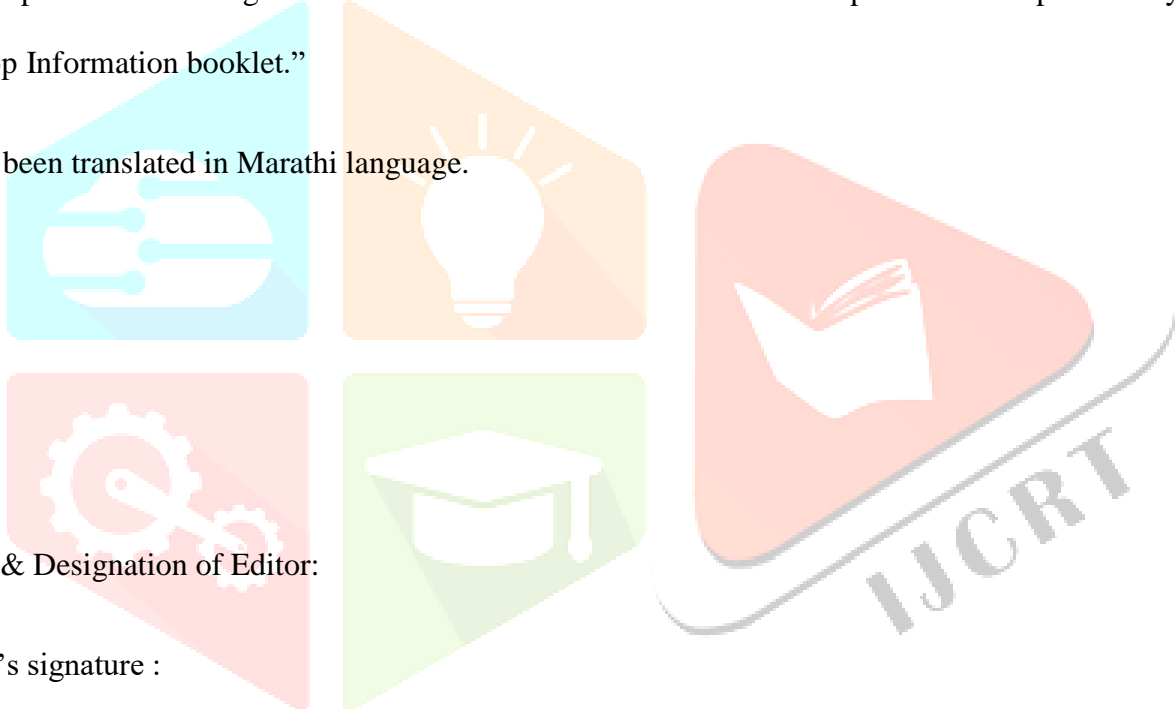 p Information booklet.”
been translated in Marathi language.
& Designation of Editor:
’s signature :
IJCRT